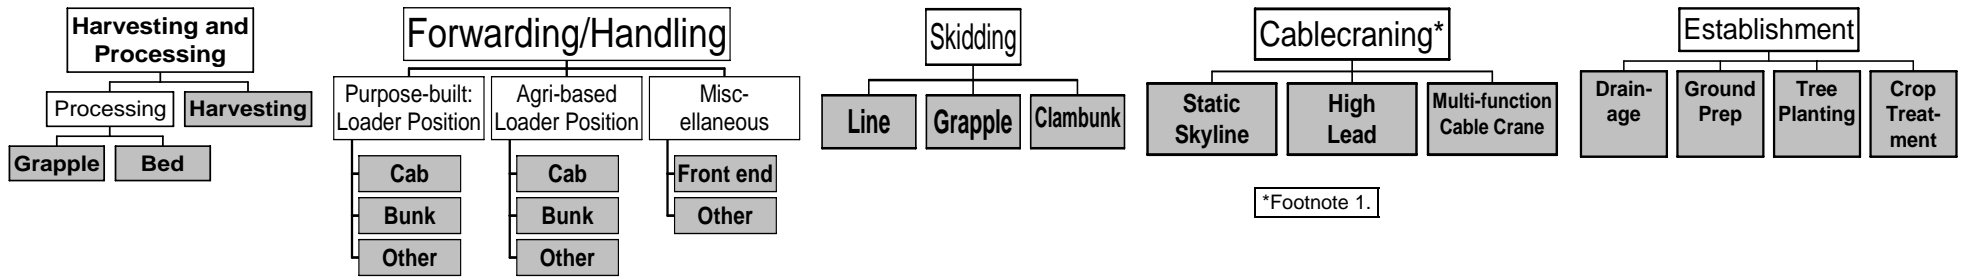 Harvesting and
Processing
Processing
Harvesting
Grapple
Bed
Forwarding/Handling
Purpose-built:
Loader Position
Cab
Bunk
Other
Agri-based
Loader Position
Cab
Bunk
Other
Misc-
ellaneous
Front end
Other
Skidding
Line
Grapple
Clambunk
Cablecraning*
Static
Skyline
High
Lead
Multi-function
Cable Crane
*Footnote 1.
Establishment
Drain-
age
Ground
Prep
Tree
Planting
Crop
Treat-
ment